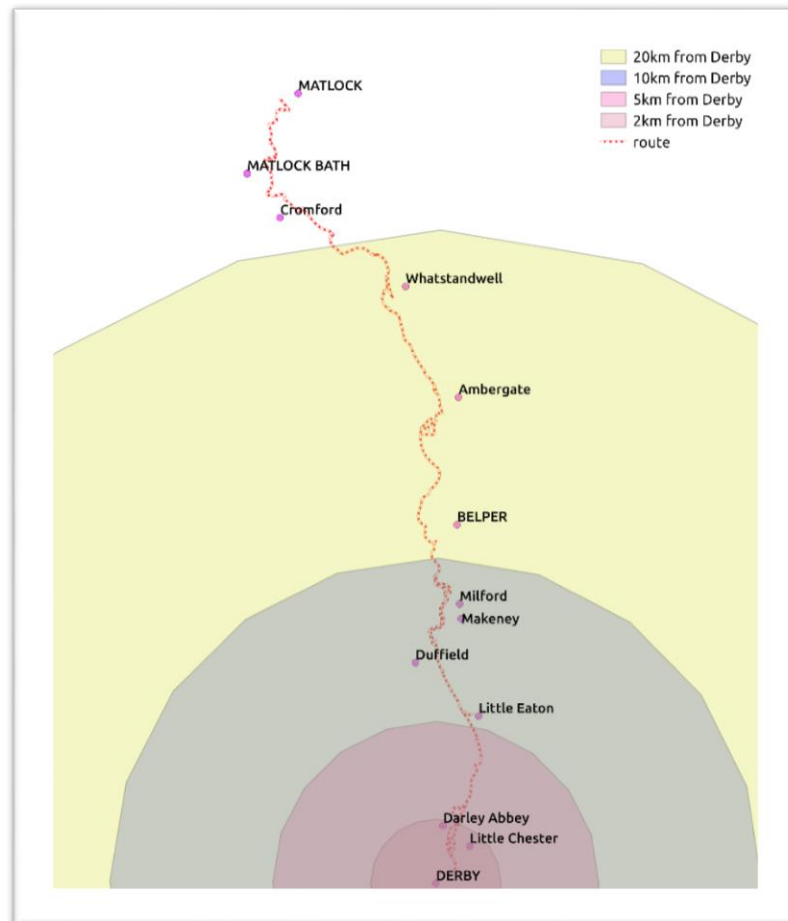 20km from Derby
10km from Derby
5km from Derby
2km from Derby
route
MATLOCK
MATLOCK BATH
Cromford
Whatstandwell
Ambergate
BELPER
Milford
Makeney
Duffield
Little Eaton
Darley Abbey
Little Chester
DERBY